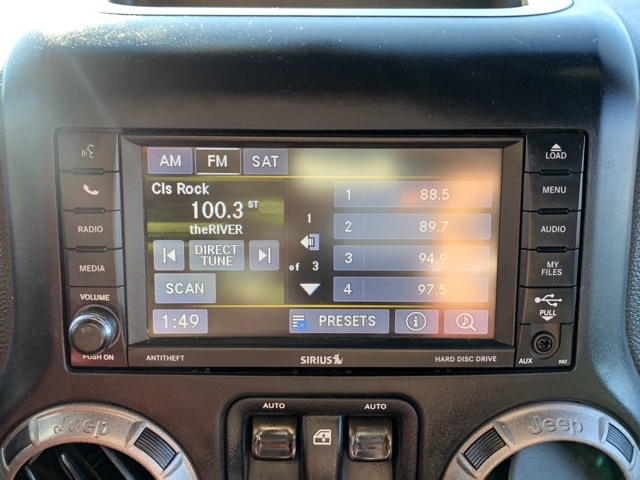 AM FM SAT
Cls Rock
100.3 ST
theRIVER
DIRECT
TUNE
SCAN
1:49
1
of 3
1 88.5
2 89.7
3 94.9
4 97.5
PRESETS
RADIO
MEDIA
VOLUME
PUSH ON
LOAD
MENU
AUDIO
MY
FILES
PULL
AUX
RBZ
ANTITHEFT
SIRIUS
HARD DISC DRIVE
AUTO
AUTO
Jeep
Jeep